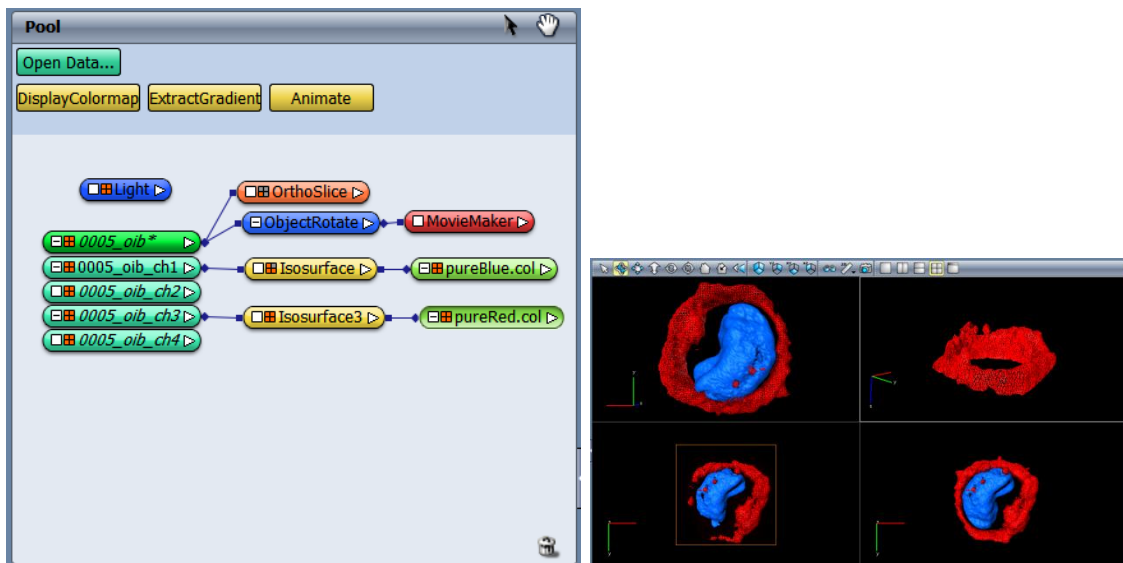 Pool
Open Data...
DisplayColormap ExtractGradient Animate
Light
OrthoSlice
ObjectRotate MovieMaker
0005_oib*
0005_oib_ch1 Isosurface pureBlue.col
0005_oib_ch2
0005_oib_ch3 Isosurface3 pureRed.col
0005_oib_ch4